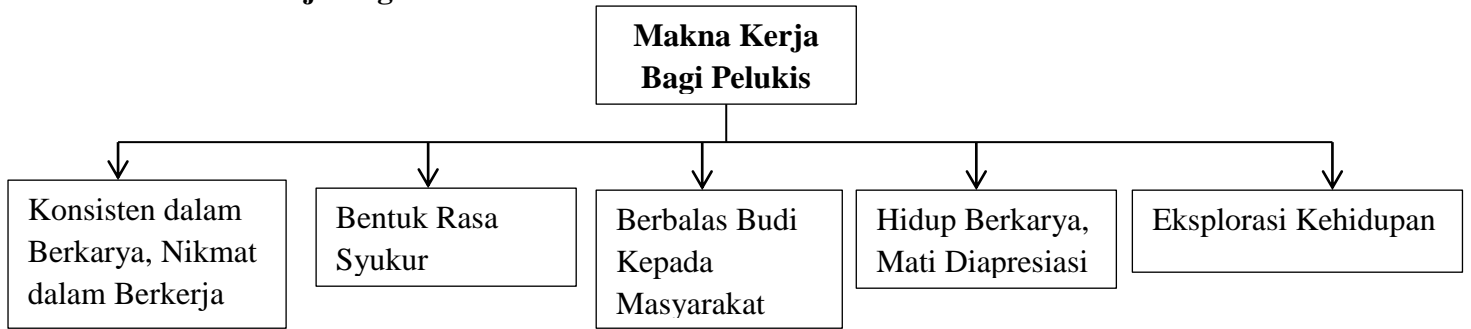 Makna Kerja
Bagi Pelukis
Konsisten dalam
Berkarya, Nikmat
dalam Berkerja
Bentuk Rasa
Syukur
Berbalas Budi
Kepada
Masyarakat
Hidup Berkarya,
Mati Diapresiasi
Eksplorasi Kehidupan